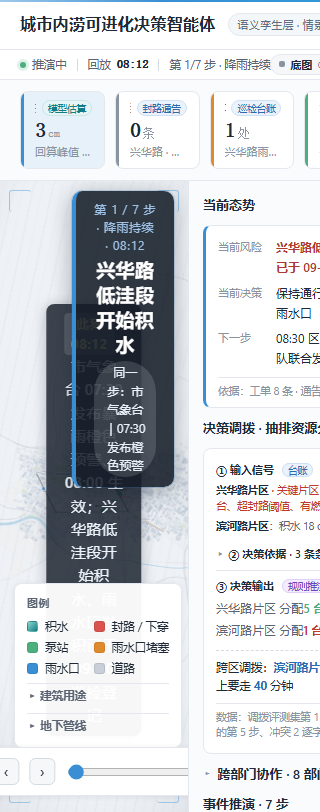 城市内涝可进化决策智能体
语义孪生层 · 情景
推演中 回放 08:12 第 1/7 步 · 降雨持续 底图
模型估算
3 cm
回算峰值 ...
封路通告
0 条
兴华路 · ...
巡检台账
1 处
兴华路雨...
第 1 / 7 步
· 降雨持续
· 08:12
兴华路
低洼段
开始积
水
同一
步：市
气象台
| 07:30
发布橙
色预警
08:00 生
效；兴
华路低
洼段开
始积
图例
积水 封路 / 下穿
泵站 雨水口堵塞
雨水口 道路
▸ 建筑用途
▸ 地下管线
‹ ›
当前态势
当前风险 兴华路低
已于 09-
当前决策 保持通行
雨水口
下一步 08:30 区
队联合发
依据：工单 8 条 · 通告
决策调拨 · 抽排资源分
① 输入信号 台账
兴华路片区 · 关键片区
台、超封路阈值、有燃
滨河路片区：积水 18 c
▸ ② 决策依据 · 3 条
③ 决策输出 规则推
兴华路片区 分配5 台
滨河路片区 分配1 台
跨区调拨：滨河路片
上要走 40 分钟
数据：调拨评测集第 1
的第 5 步、冲突 2 逐字
▸ 跨部门协作 · 8 部
事件推演 · 7 步